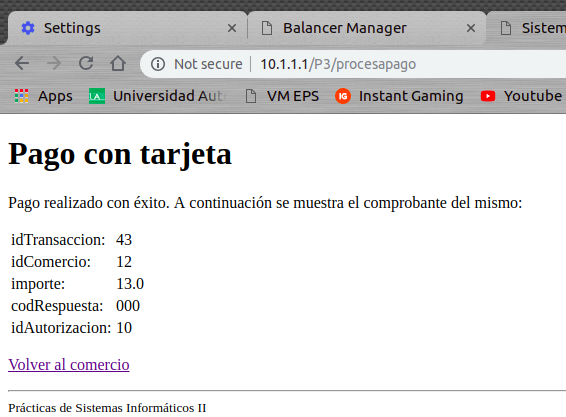 Settings
Balancer Manager
Sistem
Not secure | 10.1.1.1/P3/procesapago
Apps
Universidad Aut
VM EPS
IG
Instant Gaming
Youtube
Pago con tarjeta
Pago realizado con éxito. A continuación se muestra el comprobante del mismo:
idTransaccion: 43
idComercio: 12
importe: 13.0
codRespuesta: 000
idAutorizacion: 10
Volver al comercio
Prácticas de Sistemas Informáticos II